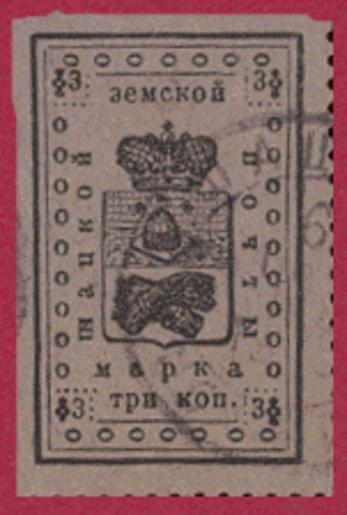 3 3
земской
шацкой
почты
марка
три коп.
3 3